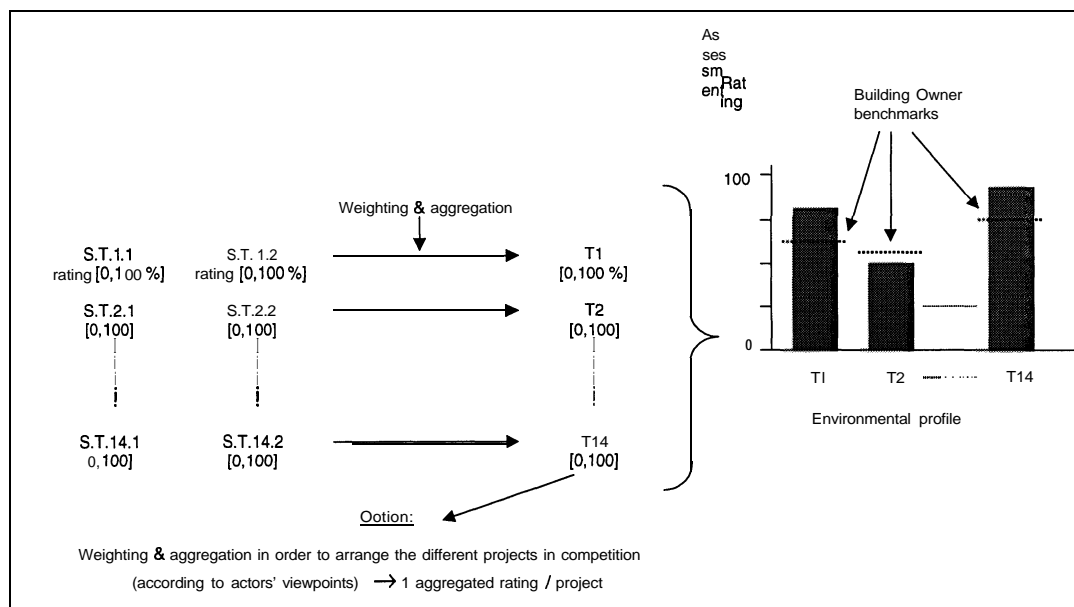 As
ses
sm
ent
Rat
ing
Building Owner
benchmarks
100
0
T1 T2 T14
Environmental profile
Weighting & aggregation
S.T.1.1 S.T. 1.2 T1
rating [0,100 %] rating [0,100 %] [0,100 %]
S.T.2.1 S.T.2.2 T2
[0,100] [0,100] [0,100]
S.T.14.1 S.T.14.2 T14
0,100] [0,100] [0,100]
Ootion:
Weighting & aggregation in order to arrange the different projects in competition
(according to actors' viewpoints) → 1 aggregated rating / project